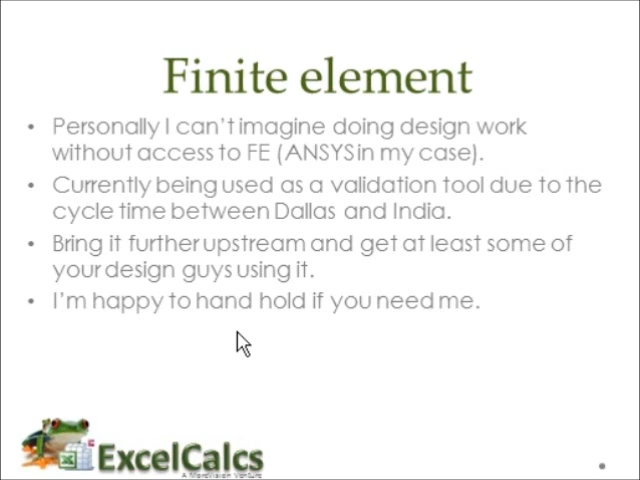 Finite element
• Personally I can't imagine doing design work
without access to FE (ANSYS in my case).
• Currently being used as a validation tool due to the
cycle time between Dallas and India.
• Bring it further upstream and get at least some of
your design guys using it.
• I'm happy to hand hold if you need me.
ExcelCalcs
A MoreVision Venture